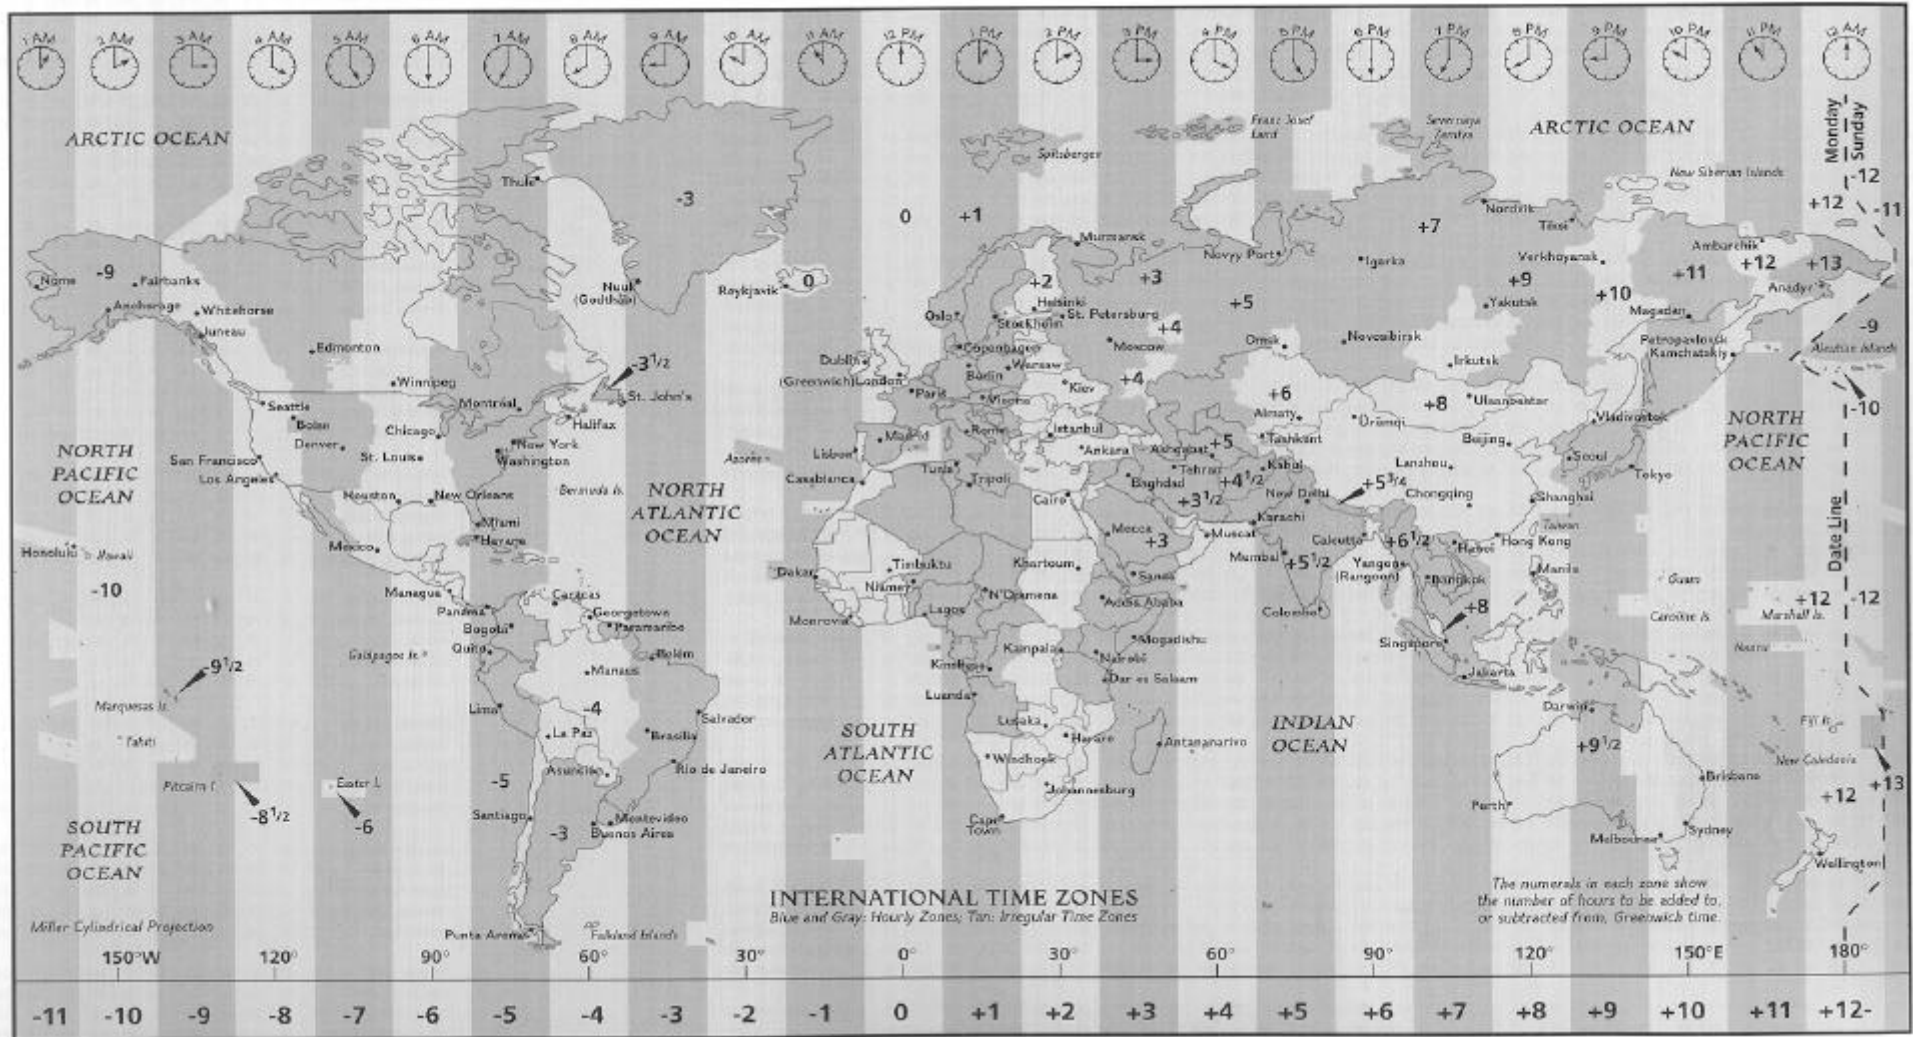 1 AM 2 AM 3 AM 4 AM 5 AM 6 AM 7 AM 8 AM 9 AM 10 AM 11 AM 12 PM 1 PM 2 PM 3 PM 4 PM 5 PM 6 PM 7 PM 8 PM 9 PM 10 PM 11 PM 12 AM
ARCTIC OCEAN
Franz Josef
Land
Severnaya
Zemlya
ARCTIC OCEAN
Monday
Sunday
Spitsbergen
New Siberian Islands
-12
+12
-11
Thule
-3
0
+1
+7
Nordvik
Tiksi
Murmansk
Novyy Port
Igarka
Verkhoyansk
Ambarchik
+12
+13
+11
Anadyr'
-9
Nome
Fairbanks
Anchorage
Whitehorse
Juneau
Nuuk
(Godthåb)
Reykjavik
0
+2
+3
+5
+9
+10
Yakutsk
Magadan
Helsinki
Oslo
Stockholm
St. Petersburg
+4
Edmonton
Winnipeg
-3 1/2
St. John's
Dublin
(Greenwich)London
Copenhagen
Berlin
Warsaw
Moscow
Omsk
Novosibirsk
Irkutsk
Petropavlovsk
Kamchatskiy
-9
Aleutian Islands
-10
Seattle
Boise
Montréal
Halifax
Paris
Vienna
Kiev
+4
+6
Almaty
+8
Ulaanbaatar
Ürümqi
Vladivostok
Denver
Chicago
New York
Washington
San Francisco
Los Angeles
St. Louis
Madrid
Lisbon
Rome
Istanbul
Ankara
Ashgabat
+5
Tashkent
Beijing
Seoul
Tokyo
NORTH
PACIFIC
OCEAN
NORTH
PACIFIC
OCEAN
Azores
Tunis
Tripoli
Casablanca
Cairo
Baghdad
Tehran
+4 1/2
Kabul
+3 1/2
New Delhi
+5 3/4
Lanzhou
Chongqing
Shanghai
Houston
New Orleans
Bermuda Is.
NORTH
ATLANTIC
OCEAN
Miami
Havana
Mexico
Honolulu
Hawaii
-10
Mecca
+3
Muscat
Karachi
Mumbai
+5 1/2
Calcutta
+6 1/2
Yangon
(Rangoon)
Hanoi
Hong Kong
Taiwan
Manila
Bangkok
Date Line
Dakar
Timbuktu
Niamey
Khartoum
N'Djamena
Sanaa
Addis Ababa
Colombo
Guam
+12
-12
Marshall Is.
Caroline Is.
Nauru
Managua
Panama
Caracas
Georgetown
Paramaribo
Bogotá
Quito
Galápagos Is.
Monrovia
Lagos
Kampala
Mogadishu
Nairobi
Kinshasa
Dar es Salaam
+8
Singapore
Jakarta
-9 1/2
Marquesas Is.
Tahiti
Belém
Manaus
-4
Lima
La Paz
Salvador
Brasília
Luanda
Lusaka
Harare
Windhoek
Antananarivo
Darwin
+9 1/2
Fiji Is.
New Caledonia
+13
SOUTH
ATLANTIC
OCEAN
INDIAN
OCEAN
Pitcairn I.
-8 1/2
Easter I.
-6
-5
Asunción
Rio de Janeiro
Johannesburg
Cape
Town
Brisbane
Perth
+12
Santiago
-3
Montevideo
Buenos Aires
Melbourne
Sydney
Wellington
SOUTH
PACIFIC
OCEAN
Punta Arenas
Falkland Islands
INTERNATIONAL TIME ZONES
Blue and Gray: Hourly Zones; Tan: Irregular Time Zones
The numerals in each zone show
the number of hours to be added to,
or subtracted from, Greenwich time.
Miller Cylindrical Projection
150°W 120° 90° 60° 30° 0° 30° 60° 90° 120° 150°E 180°
-11 -10 -9 -8 -7 -6 -5 -4 -3 -2 -1 0 +1 +2 +3 +4 +5 +6 +7 +8 +9 +10 +11 +12-